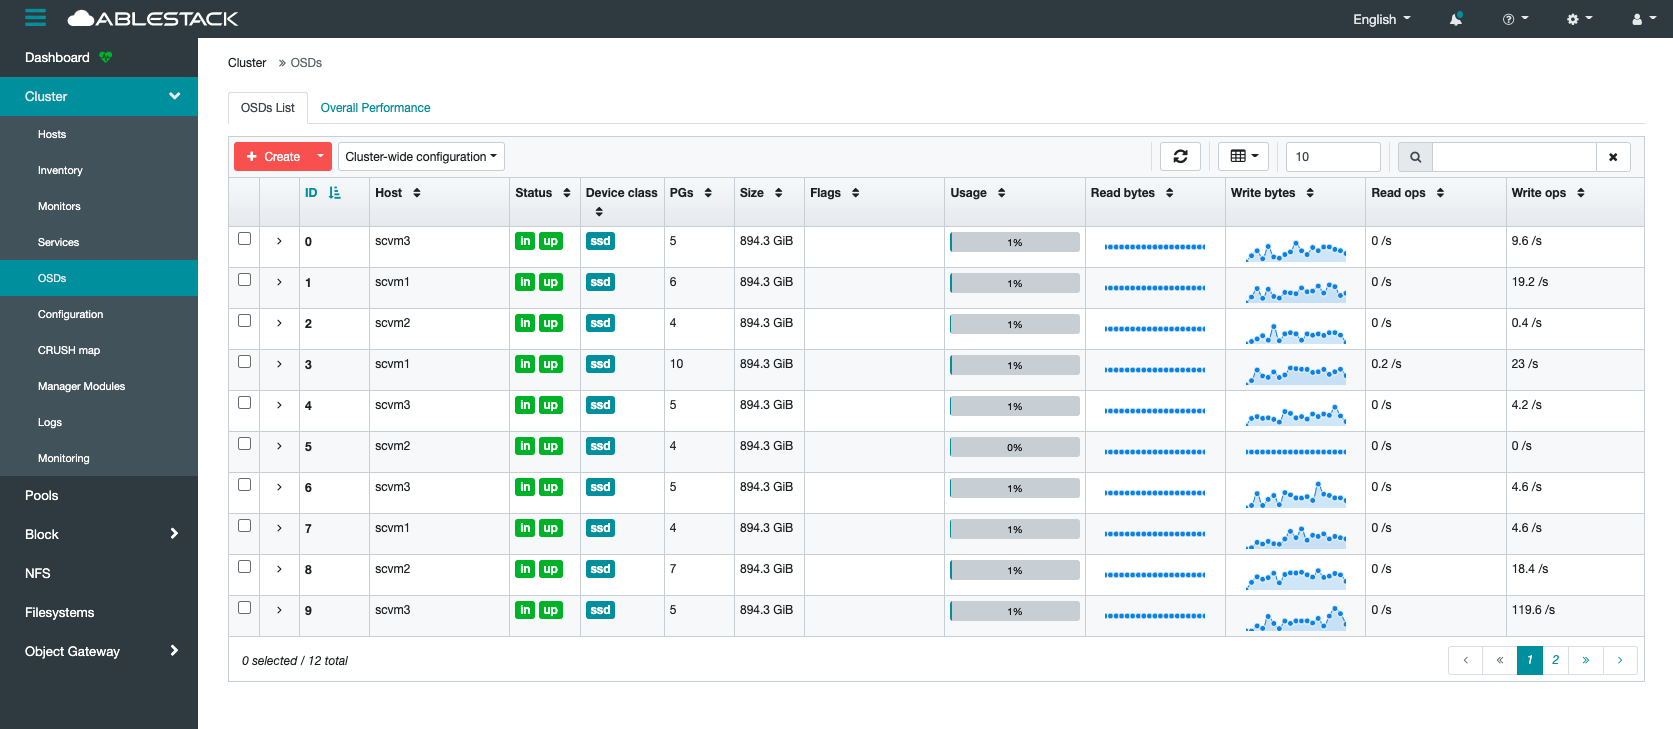 ABLESTACK
English
Dashboard
Cluster
Hosts
Inventory
Monitors
Services
OSDs
Configuration
CRUSH map
Manager Modules
Logs
Monitoring
Pools
Block
NFS
Filesystems
Object Gateway
Cluster » OSDs
OSDs List Overall Performance
+ Create Cluster-wide configuration 10
ID Host Status Device class PGs Size Flags Usage Read bytes Write bytes Read ops Write ops
0 scvm3 in up ssd 5 894.3 GiB 1% 0 /s 9.6 /s
1 scvm1 in up ssd 6 894.3 GiB 1% 0 /s 19.2 /s
2 scvm2 in up ssd 4 894.3 GiB 1% 0 /s 0.4 /s
3 scvm1 in up ssd 10 894.3 GiB 1% 0.2 /s 23 /s
4 scvm3 in up ssd 5 894.3 GiB 1% 0 /s 4.2 /s
5 scvm2 in up ssd 4 894.3 GiB 0% 0 /s 0 /s
6 scvm3 in up ssd 5 894.3 GiB 1% 0 /s 4.6 /s
7 scvm1 in up ssd 4 894.3 GiB 1% 0 /s 4.6 /s
8 scvm2 in up ssd 7 894.3 GiB 1% 0 /s 18.4 /s
9 scvm3 in up ssd 5 894.3 GiB 1% 0 /s 119.6 /s
0 selected / 12 total
‹ « 1 2 » ›